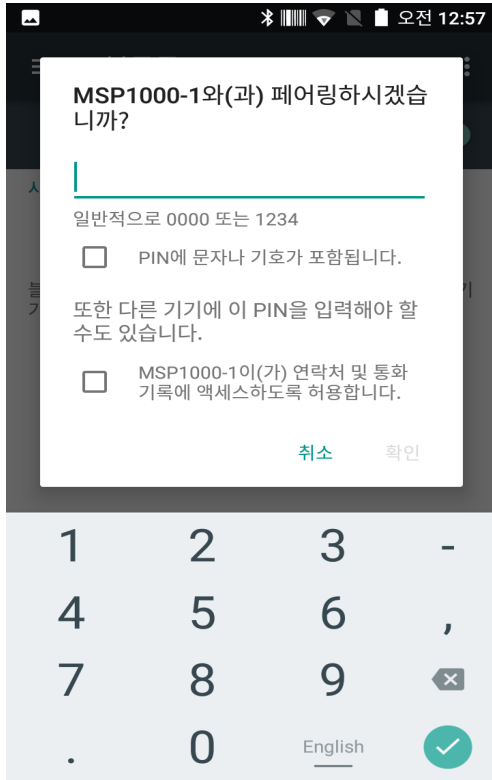 오전 12:57
MSP1000-1와(과) 페어링하시겠습
니까?
일반적으로 0000 또는 1234
PIN에 문자나 기호가 포함됩니다.
또한 다른 기기에 이 PIN을 입력해야 할
수도 있습니다.
MSP1000-1이(가) 연락처 및 통화
기록에 액세스하도록 허용합니다.
취소 확인
1 2 3 -
4 5 6 ,
7 8 9
. 0 English